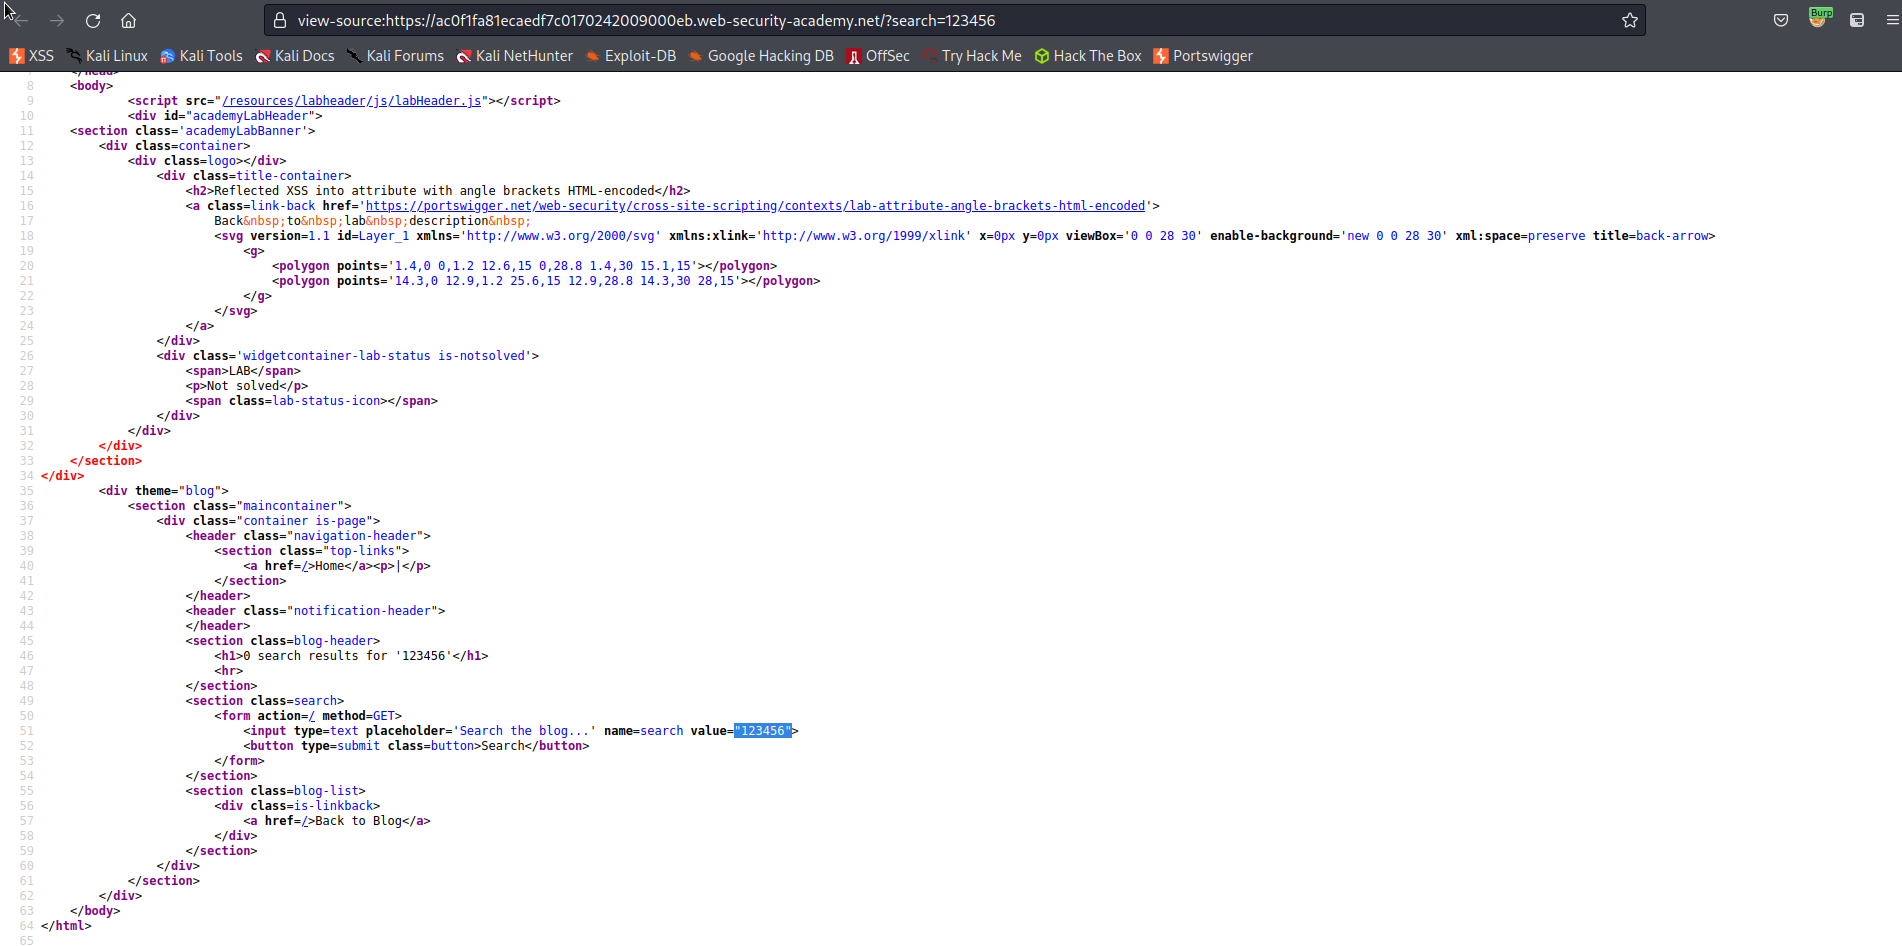 view-source:https://ac0f1fa81ecaedf7c0170242009000eb.web-security-academy.net/?search=123456
Burp
XSS Kali Linux Kali Tools Kali Docs Kali Forums Kali NetHunter Exploit-DB Google Hacking DB OffSec Try Hack Me Hack The Box Portswigger
7 </head>
8 <body>
9 <script src="/resources/labheader/js/labHeader.js"></script>
10 <div id="academyLabHeader">
11 <section class='academyLabBanner'>
12 <div class=container>
13 <div class=logo></div>
14 <div class=title-container>
15 <h2>Reflected XSS into attribute with angle brackets HTML-encoded</h2>
16 <a class=link-back href='https://portswigger.net/web-security/cross-site-scripting/contexts/lab-attribute-angle-brackets-html-encoded'>
17 Back&nbsp;to&nbsp;lab&nbsp;description&nbsp;
18 <svg version=1.1 id=Layer_1 xmlns='http://www.w3.org/2000/svg' xmlns:xlink='http://www.w3.org/1999/xlink' x=0px y=0px viewBox='0 0 28 30' enable-background='new 0 0 28 30' xml:space=preserve title=back-arrow>
19 <g>
20 <polygon points='1.4,0 0,1.2 12.6,15 0,28.8 1.4,30 15.1,15'></polygon>
21 <polygon points='14.3,0 12.9,1.2 25.6,15 12.9,28.8 14.3,30 28,15'></polygon>
22 </g>
23 </svg>
24 </a>
25 </div>
26 <div class='widgetcontainer-lab-status is-notsolved'>
27 <span>LAB</span>
28 <p>Not solved</p>
29 <span class=lab-status-icon></span>
30 </div>
31 </div>
32 </div>
33 </section>
34 </div>
35 <div theme="blog">
36 <section class="maincontainer">
37 <div class="container is-page">
38 <header class="navigation-header">
39 <section class="top-links">
40 <a href=/>Home</a><p>|</p>
41 </section>
42 </header>
43 <header class="notification-header">
44 </header>
45 <section class=blog-header>
46 <h1>0 search results for '123456'</h1>
47 <hr>
48 </section>
49 <section class=search>
50 <form action=/ method=GET>
51 <input type=text placeholder='Search the blog...' name=search value="123456">
52 <button type=submit class=button>Search</button>
53 </form>
54 </section>
55 <section class=blog-list>
56 <div class=is-linkback>
57 <a href=/>Back to Blog</a>
58 </div>
59 </section>
60 </div>
61 </section>
62 </div>
63 </body>
64 </html>
65